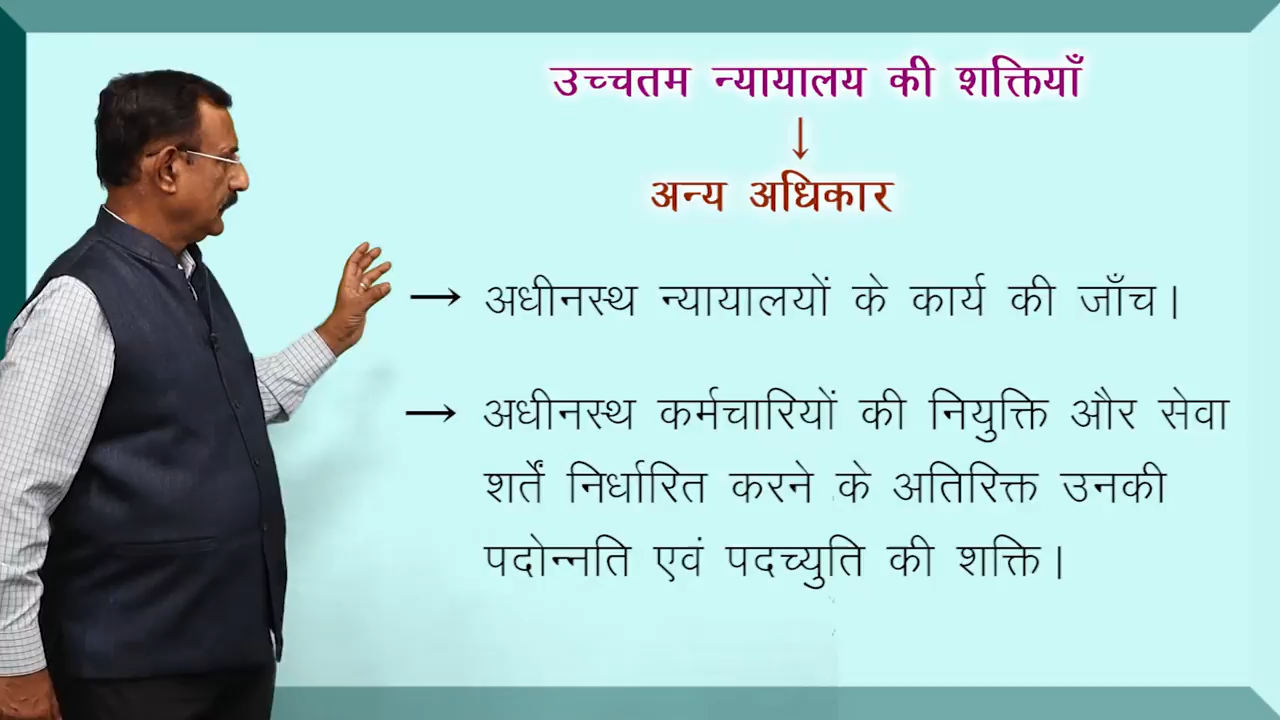 उच्चतम न्यायालय की शक्तियाँ
↓
अन्य अधिकार
→ अधीनस्थ न्यायालयों के कार्य की जाँच।
→ अधीनस्थ कर्मचारियों की नियुक्ति और सेवा
शर्तें निर्धारित करने के अतिरिक्त उनकी
पदोन्नति एवं पदच्युति की शक्ति।